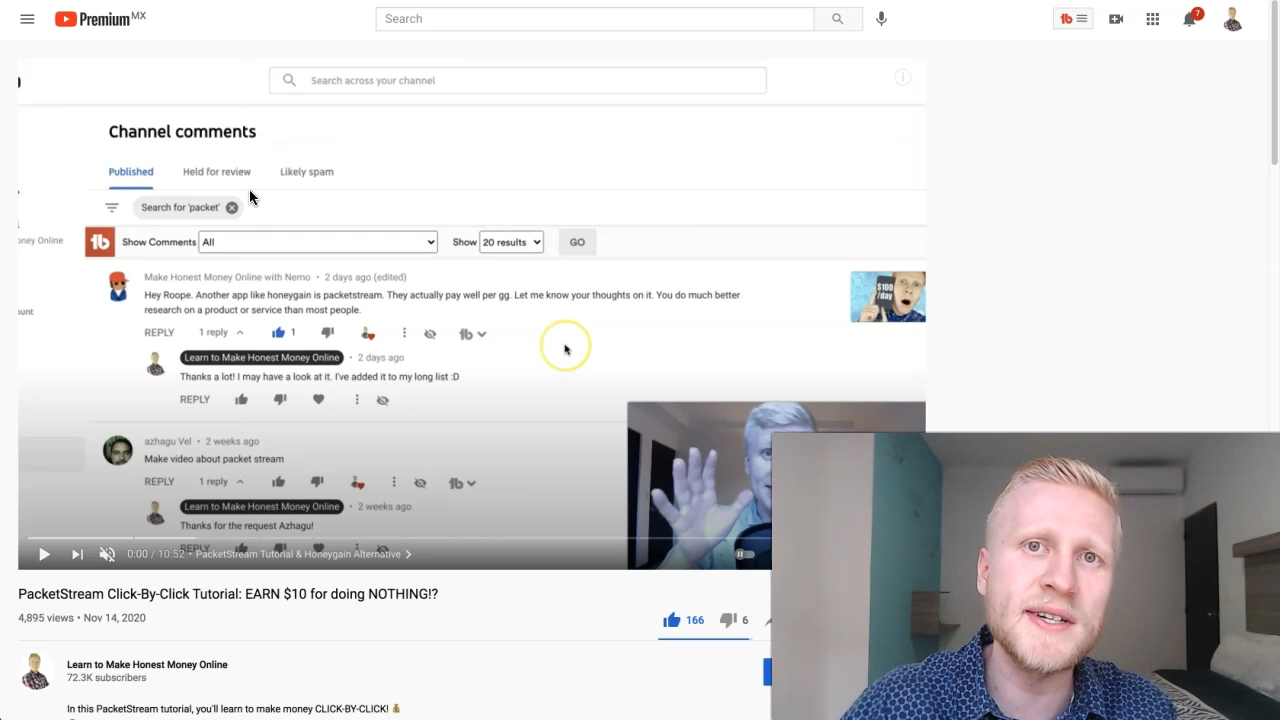 Premium MX
Search
7
Search across your channel
Channel comments
Published Held for review Likely spam
Search for 'packet'
oney Online
tb Show Comments All Show 20 results GO
Make Honest Money Online with Nemo • 2 days ago (edited)
Hey Roope. Another app like honeygain is packetstream. They actually pay well per gg. Let me know your thoughts on it. You do much better
research on a product or service than most people.
$100
/day
ount
REPLY 1 reply 1 tb
Learn to Make Honest Money Online • 2 days ago
Thanks a lot! I may have a look at it. I've added it to my long list :D
REPLY
azhagu Vel • 2 weeks ago
Make video about packet stream
REPLY 1 reply tb
Learn to Make Honest Money Online • 2 weeks ago
Thanks for the request Azhagu!
REPLY
0:00 / 10:52 • PacketStream Tutorial & Honeygain Alternative
PacketStream Click-By-Click Tutorial: EARN $10 for doing NOTHING!?
4,895 views • Nov 14, 2020
166 6
Learn to Make Honest Money Online
72.3K subscribers
In this PacketStream tutorial, you'll learn to make money CLICK-BY-CLICK! 💰